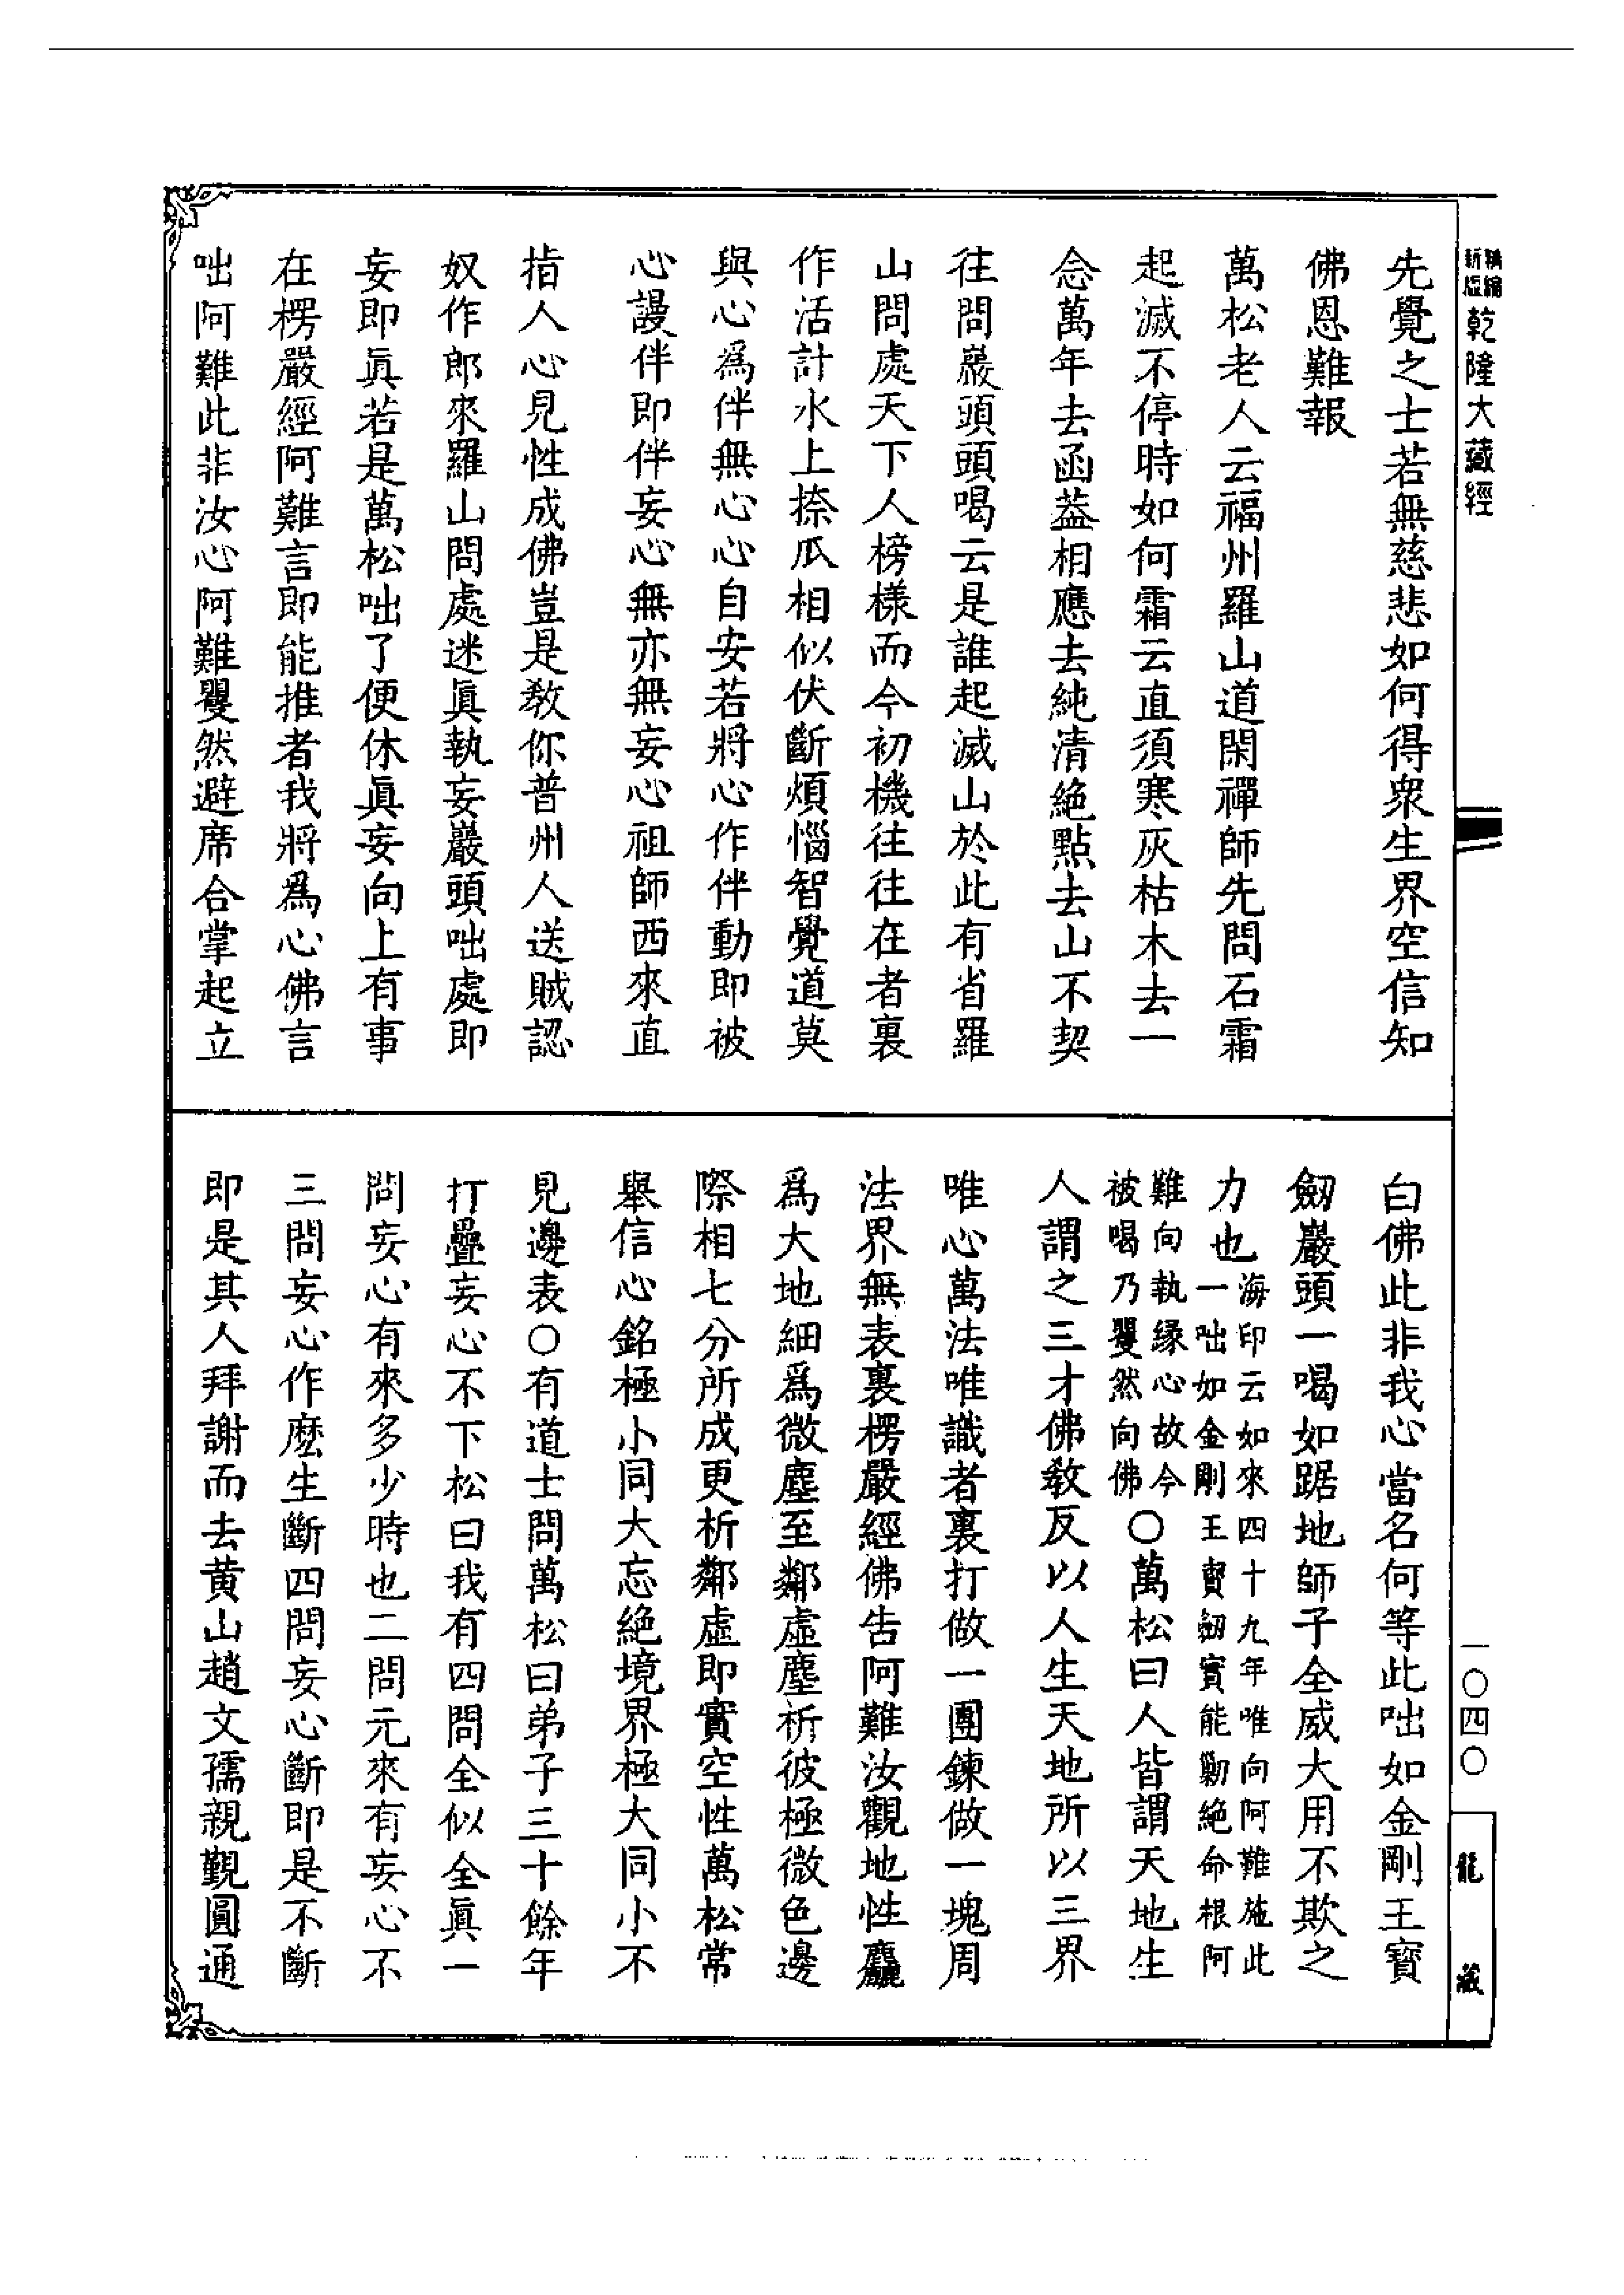 乾隆大藏經
先覺之士若無慈悲如何得衆生界空信知
佛恩難報
萬松老人云福州羅山道閑禪師先問石霜
起滅不停時如何霜云直須寒灰枯木去一
念萬年去函葢相應去純清絕點去山不契
往問巖頭頭喝云是誰起滅山於此有省羅
山問處天下人榜樣而今初機往往在者裏
作活計水上捺瓜相似伏斷煩惱智覺道莫
與心為伴無心心自安若將心作伴動即被
心謾伴即伴妄心無亦無妄心祖師西來直
指人心見性成佛豈是教你普州人送賊認
奴作郎來羅山問處迷眞執妄巖頭咄處即
妄即眞若是萬松咄了便休眞妄向上有事
在楞嚴經阿難言即能推者我將爲心佛言
咄阿難此非汝心阿難矍然避席合掌起立
白佛此非我心當名何等此咄如金剛王寳
劒巖頭一喝如踞地師子全威大用不欺之
力也海印云如來四十九年唯向阿難施此
一咄如金剛王寳劒實能勦絶命根阿
難向執緣心故今
被喝乃矍然向佛○萬松曰人皆謂天地生
人謂之三才佛教反以人生天地所以三界
唯心萬法唯識者裏打做一團鍊做一塊周
法界無表裏楞嚴經佛告阿難汝觀地性麤
爲大地細爲微塵至鄰虛塵析彼極微色邊
際相七分所成更析鄰虛即實空性萬松常
舉信心銘極小同大忘絶境界極大同小不
見邊表○有道士問萬松曰弟子三十餘年
打疊妄心不下松曰我有四問全似全眞一
問妄心有來多少時也二問元來有妄心不
三問妄心作麽生斷四問妄心斷即是不斷
即是其人拜謝而去黄山趙文孺親覲圓通
一〇四〇
龍藏